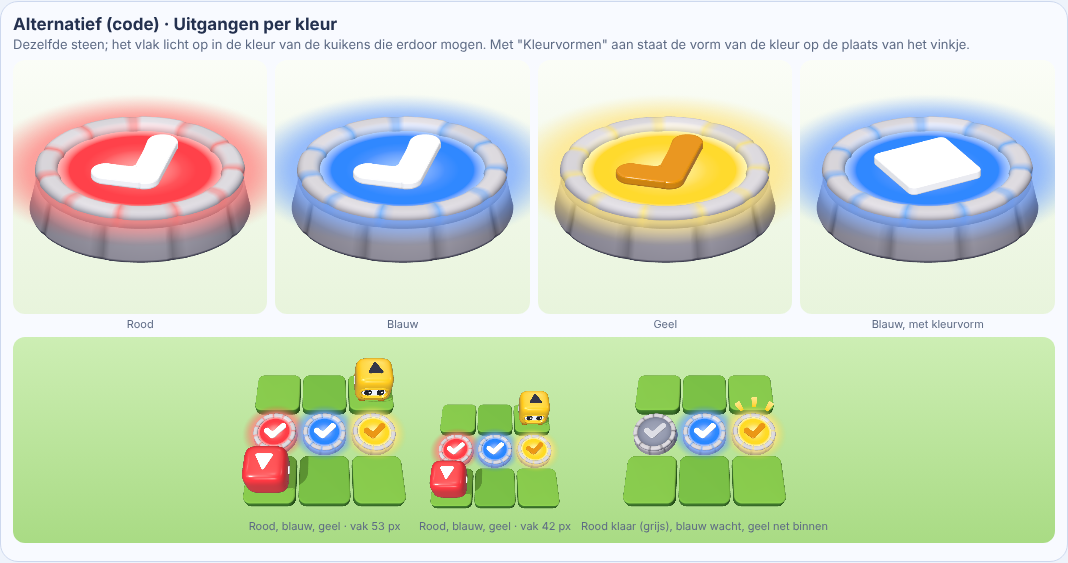 Alternatief (code) · Uitgangen per kleur
Dezelfde steen; het vlak licht op in de kleur van de kuikens die erdoor mogen. Met "Kleurvormen" aan staat de vorm van de kleur op de plaats van het vinkje.
Rood
Blauw
Geel
Blauw, met kleurvorm
Rood, blauw, geel · vak 53 px
Rood, blauw, geel · vak 42 px
Rood klaar (grijs), blauw wacht, geel net binnen